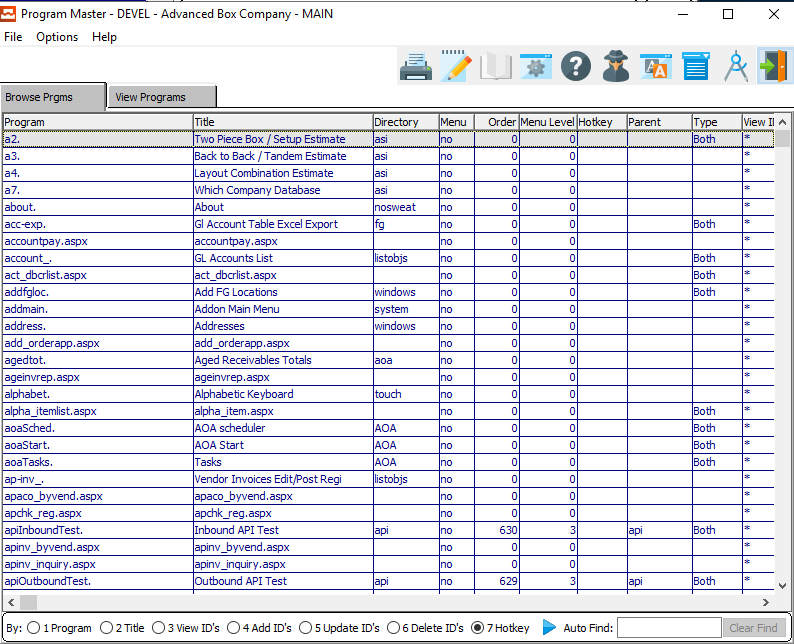 Program Master - DEVEL - Advanced Box Company - MAIN
File Options Help
Browse Prgms View Programs
Program Title Directory Menu Order Menu Level Hotkey Parent Type View I
a2. Two Piece Box / Setup Estimate asi no 0 0 Both *
a3. Back to Back / Tandem Estimate asi no 0 0 *
a4. Layout Combination Estimate asi no 0 0 *
a7. Which Company Database asi no 0 0 *
about. About nosweat no 0 0 *
acc-exp. Gl Account Table Excel Export fg no 0 0 Both *
accountpay.aspx accountpay.aspx no 0 0 *
account_. GL Accounts List listobjs no 0 0 Both *
act_dbcrlist.aspx act_dbcrlist.aspx no 0 0 Both *
addfgloc. Add FG Locations windows no 0 0 Both *
addmain. Addon Main Menu system no 0 0 *
address. Addresses windows no 0 0 *
add_orderapp.aspx add_orderapp.aspx no 0 0 *
agedtot. Aged Receivables Totals aoa no 0 0 *
ageinvrep.aspx ageinvrep.aspx no 0 0 *
alphabet. Alphabetic Keyboard touch no 0 0 *
alpha_itemlist.aspx alpha_item.aspx no 0 0 Both *
aoaSched. AOA scheduler AOA no 0 0 Both *
aoaStart. AOA Start AOA no 0 0 Both *
aoaTasks. Tasks AOA no 0 0 Both *
ap-inv_. Vendor Invoices Edit/Post Regi listobjs no 0 0 *
apaco_byvend.aspx apaco_byvend.aspx no 0 0 *
apchk_reg.aspx apchk_reg.aspx no 0 0 *
apiInboundTest. Inbound API Test api no 630 3 api Both *
apinv_byvend.aspx apinv_byvend.aspx no 0 0 *
apinv_inquiry.aspx apinv_inquiry.aspx no 0 0 *
apiOutboundTest. Outbound API Test api no 629 3 api Both *
By: 1 Program 2 Title 3 View ID's 4 Add ID's 5 Update ID's 6 Delete ID's 7 Hotkey Auto Find: Clear Find